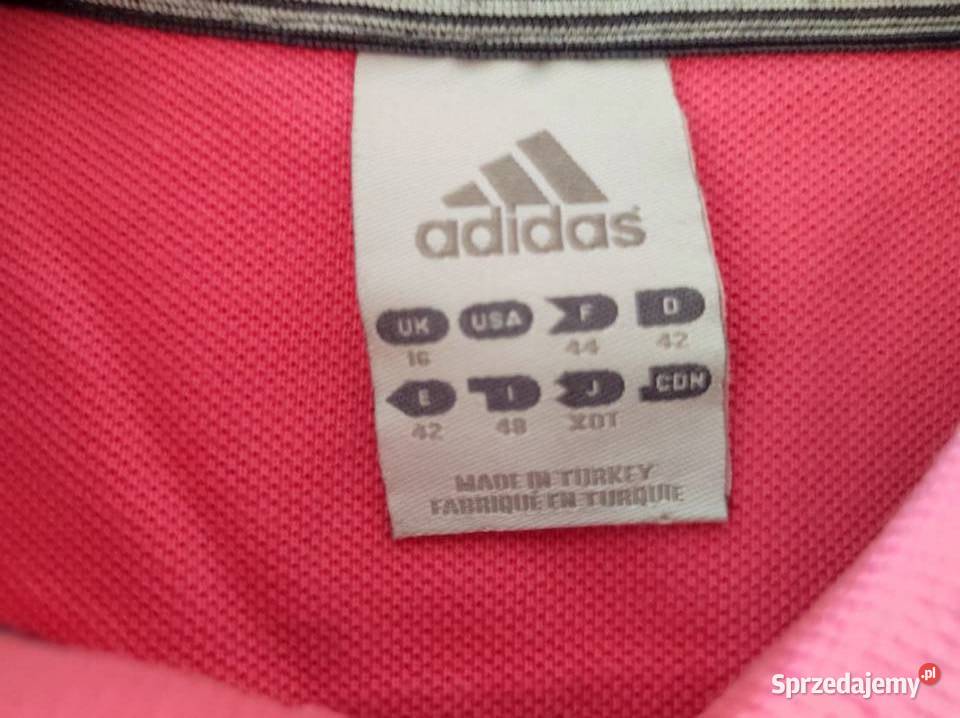 adidas
UK USA F D
16 44 42
E I J CDN
42 48 XOT
MADE IN TURKEY
FABRIQUÉ EN TURQUIE
Sprzedajemy.pl